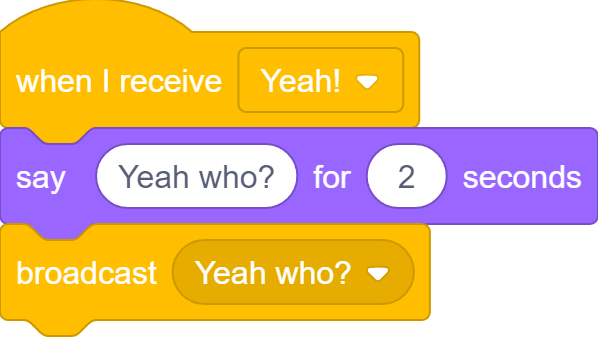 when I receive Yeah!
say Yeah who? for 2 seconds
broadcast Yeah who?